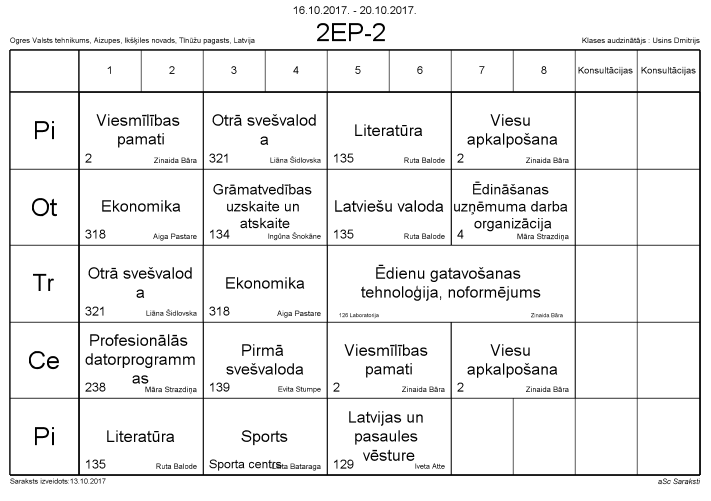 16.10.2017. - 20.10.2017.
Ogres Valsts tehnikums, Aizupes, Ikšķiles novads, Tīnūžu pagasts, Latvija
2EP-2
Klases audzinātājs : Usins Dmitrijs
1 2 3 4 5 6 7 8 Konsultācijas Konsultācijas
Pi
Viesmīlības
pamati
2 Zinaida Bāra
Otrā svešvalod
a
321 Liāna Šidlovska
Literatūra
135 Ruta Balode
Viesu
apkalpošana
2 Zinaida Bāra
Ot
Ekonomika
318 Aiga Pastare
Grāmatvedības
uzskaite un
atskaite
134 Ingūna Šnokāne
Latviešu valoda
135 Ruta Balode
Ēdināšanas
uzņēmuma darba
organizācija
4 Māra Strazdiņa
Tr
Otrā svešvalod
a
321 Liāna Šidlovska
Ekonomika
318 Aiga Pastare
Ēdienu gatavošanas
tehnoloģija, noformējums
126 Laboratorija Zinaida Bāra
Ce
Profesionālās
datorprogramm
as
238 Māra Strazdiņa
Pirmā
svešvaloda
139 Evita Stumpe
Viesmīlības
pamati
2 Zinaida Bāra
Viesu
apkalpošana
2 Zinaida Bāra
Pi
Literatūra
135 Ruta Balode
Sports
Sporta centrs Bataraga
Latvijas un
pasaules
vēsture
129 Iveta Atte
Saraksts izveidots:13.10.2017
aSc Saraksti